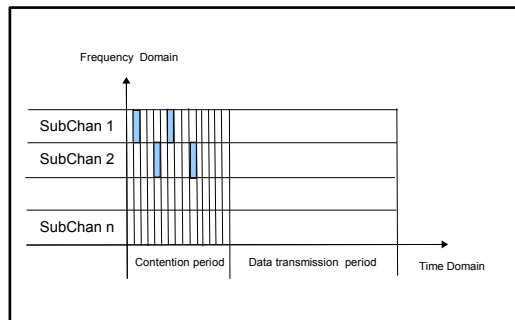 Frequency Domain
SubChan 1
SubChan 2
SubChan n
Contention period
Data transmission period
Time Domain